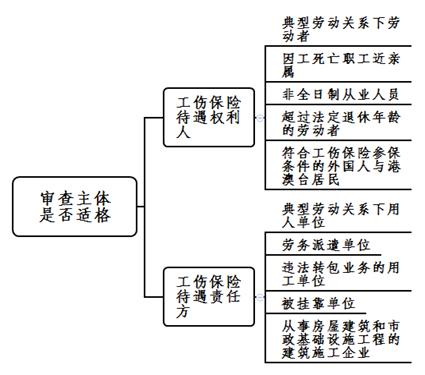 审查主体
是否适格
工伤保险
待遇权利
人
典型劳动关系下劳
动者
因工死亡职工近亲
属
非全日制从业人员
超过法定退休年龄
的劳动者
符合工伤保险参保
条件的外国人与港
澳台居民
工伤保险
待遇责任
方
典型劳动关系下用
人单位
劳务派遣单位
违法转包业务的用
工单位
被挂靠单位
从事房屋建筑和市
政基础设施工程的
建筑施工企业